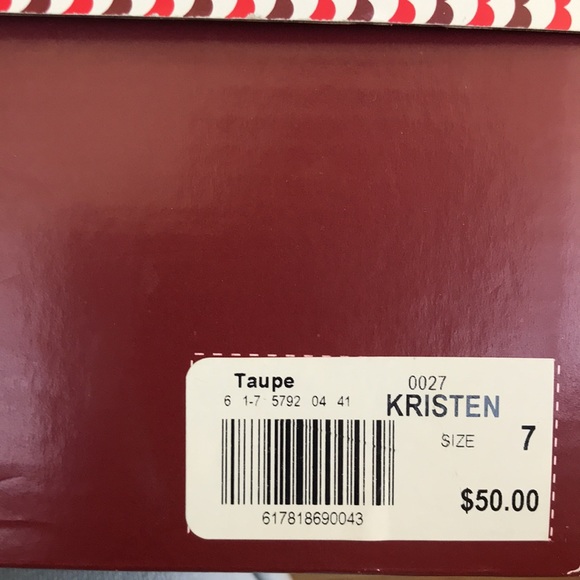 Taupe
0027
6 1-7 5792 04 41
KRISTEN
SIZE 7
$50.00
617818690043